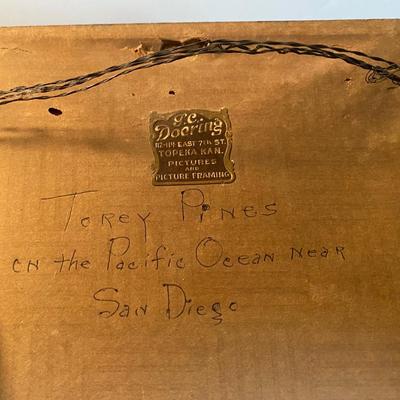 J.C.
Doering
112-114 EAST 7TH ST.
TOPEKA KAN.
PICTURES
AND
PICTURE FRAMING
Torey Pines
on the Pacific Ocean near
San Diego